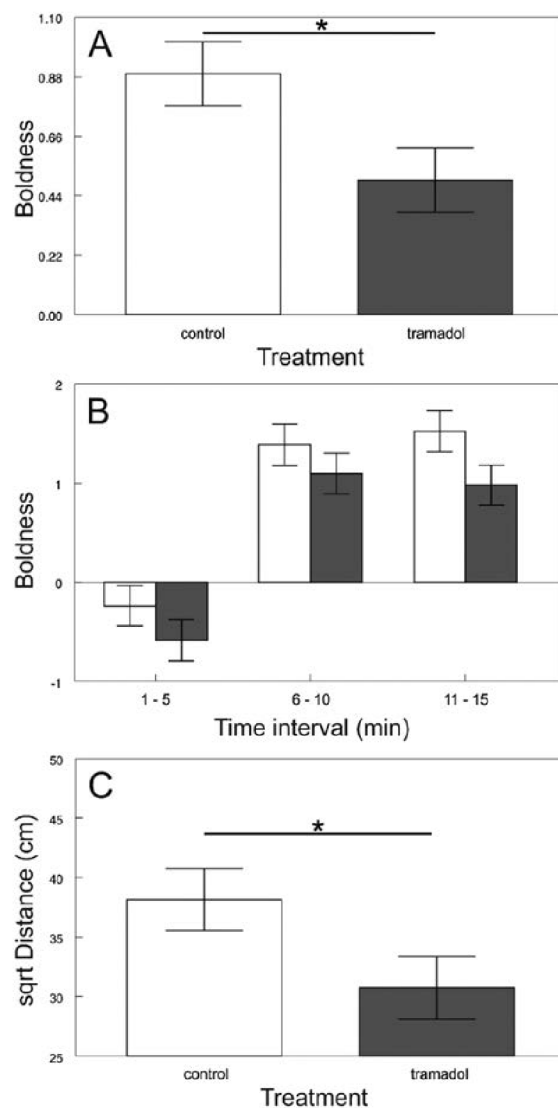 A
*
1.10
0.88
0.66
0.44
0.22
0.00
Boldness
control tramadol
Treatment
B
2
1
0
-1
Boldness
1 - 5 6 - 10 11 - 15
Time interval (min)
C
*
50
45
40
35
30
25
sqrt Distance (cm)
control tramadol
Treatment